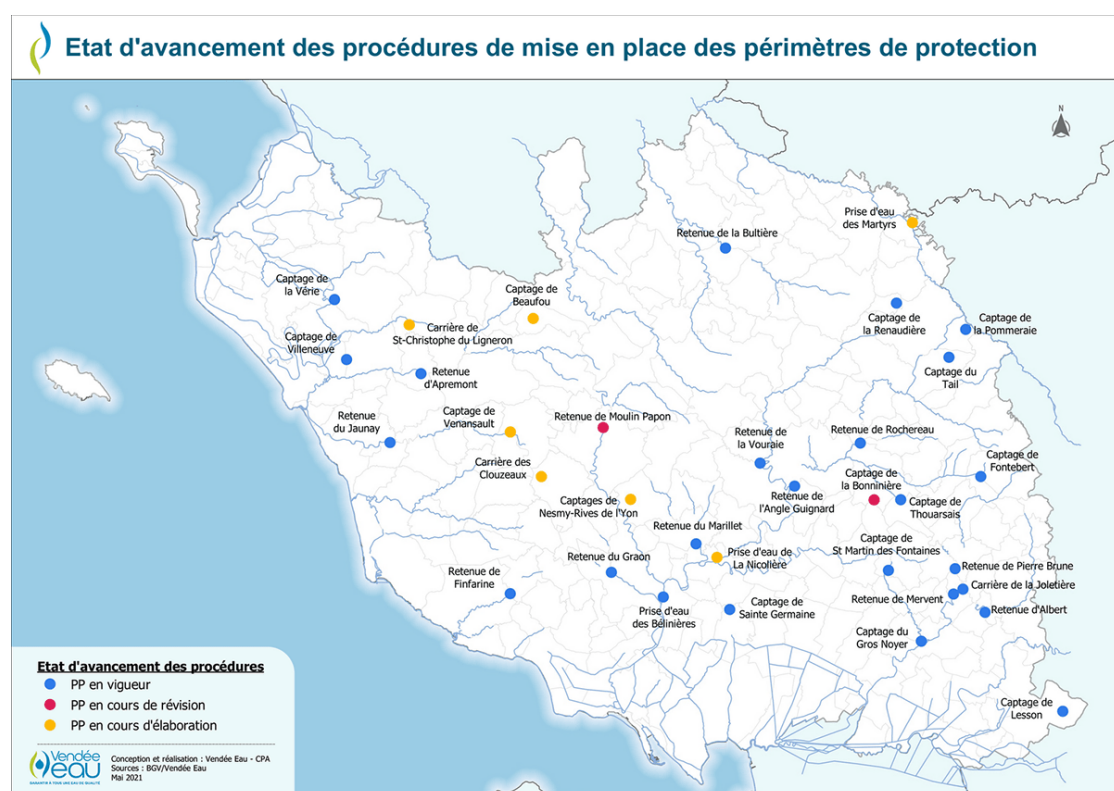 Etat d'avancement des procédures de mise en place des périmètres de protection
N
Prise d'eau
des Martyrs
Retenue de la Bultière
Captage de
la Vérie
Captage de
Beaufou
Captage de
la Renaudière
Captage de
la Pommeraie
Carrière de
St-Christophe du Ligneron
Captage de
Villeneuve
Retenue
d'Apremont
Captage du
Tail
Retenue
du Jaunay
Captage de
Venansault
Retenue de Moulin Papon
Retenue de
la Vouraie
Retenue de Rochereau
Captage de
Fontebert
Carrière des
Clouzeaux
Captage de
la Bonninière
Captages de
Nesmy-Rives de l'Yon
Retenue de
l'Angle Guignard
Captage de
Thouarsais
Retenue du Marillet
Captage de
St Martin des Fontaines
Retenue du Graon
Prise d'eau de
La Nicolière
Retenue de
Finfarine
Retenue de Pierre Brune
Carrière de la Joletière
Retenue de Mervent
Retenue d'Albert
Prise d'eau
des Bélinières
Captage de
Sainte Germaine
Captage du
Gros Noyer
Captage de
Lesson
Etat d'avancement des procédures
PP en vigueur
PP en cours de révision
PP en cours d'élaboration
Vendée
eau
GARANTIR À TOUS UNE EAU DE QUALITÉ
Conception et réalisation : Vendée Eau - CPA
Sources : BGV/Vendée Eau
Mai 2021